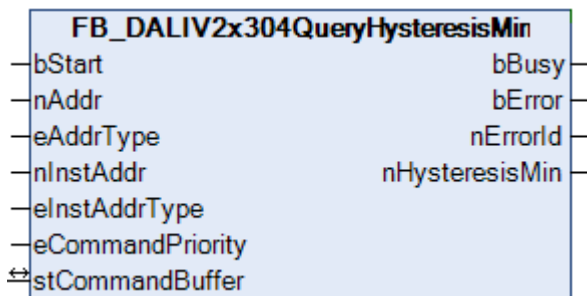 FB_DALIV2x304QueryHysteresisMin
bStart bBusy
nAddr bError
eAddrType nErrorId
nInstAddr nHysteresisMin
eInstAddrType
eCommandPriority
stCommandBuffer